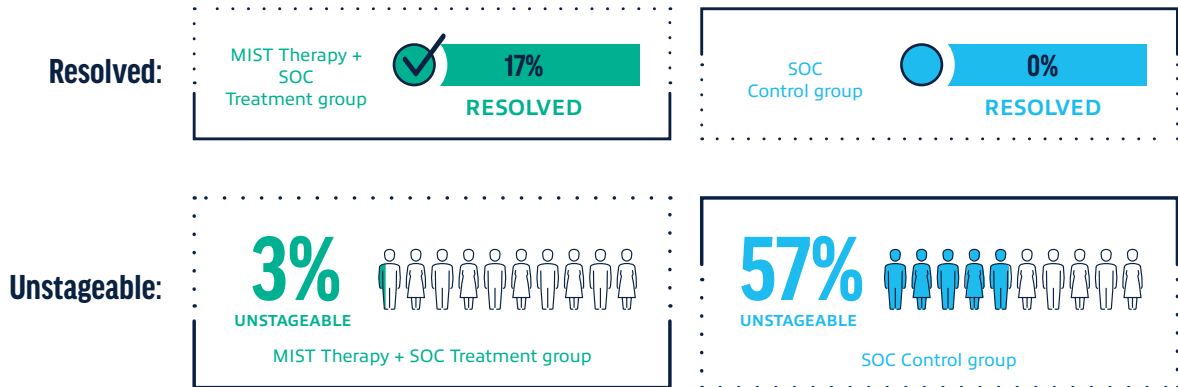 Resolved:
MIST Therapy +
SOC
Treatment group
17%
RESOLVED
SOC
Control group
0%
RESOLVED
Unstageable:
3%
UNSTAGEABLE
MIST Therapy + SOC Treatment group
57%
UNSTAGEABLE
SOC Control group